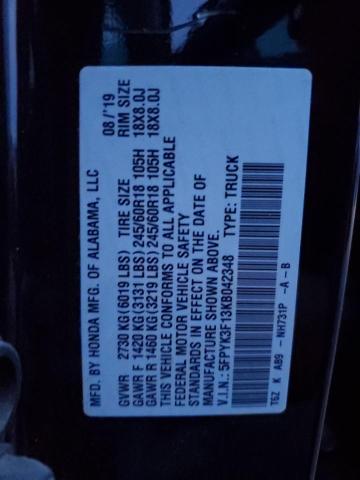 MFD. BY HONDA MFG. OF ALABAMA, LLC 08/'19
GVWR 2730 KG(6019 LBS) TIRE SIZE RIM SIZE
GAWR F 1420 KG(3131 LBS) 245/60R18 105H 18X8.0J
GAWR R 1460 KG(3219 LBS) 245/60R18 105H 18X8.0J
THIS VEHICLE CONFORMS TO ALL APPLICABLE
FEDERAL MOTOR VEHICLE SAFETY
STANDARDS IN EFFECT ON THE DATE OF
MANUFACTURE SHOWN ABOVE.
V.I.N.: 5FPYK3F13KB042348 TYPE: TRUCK
T6Z K A89 -NH731P -A-B